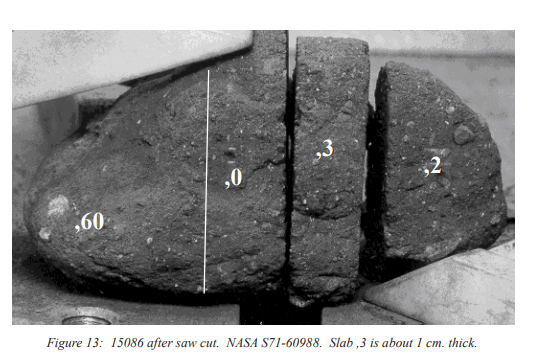 ,60
,0
,3
,2
Figure 13: 15086 after saw cut. NASA S71-60988. Slab ,3 is about 1 cm. thick.